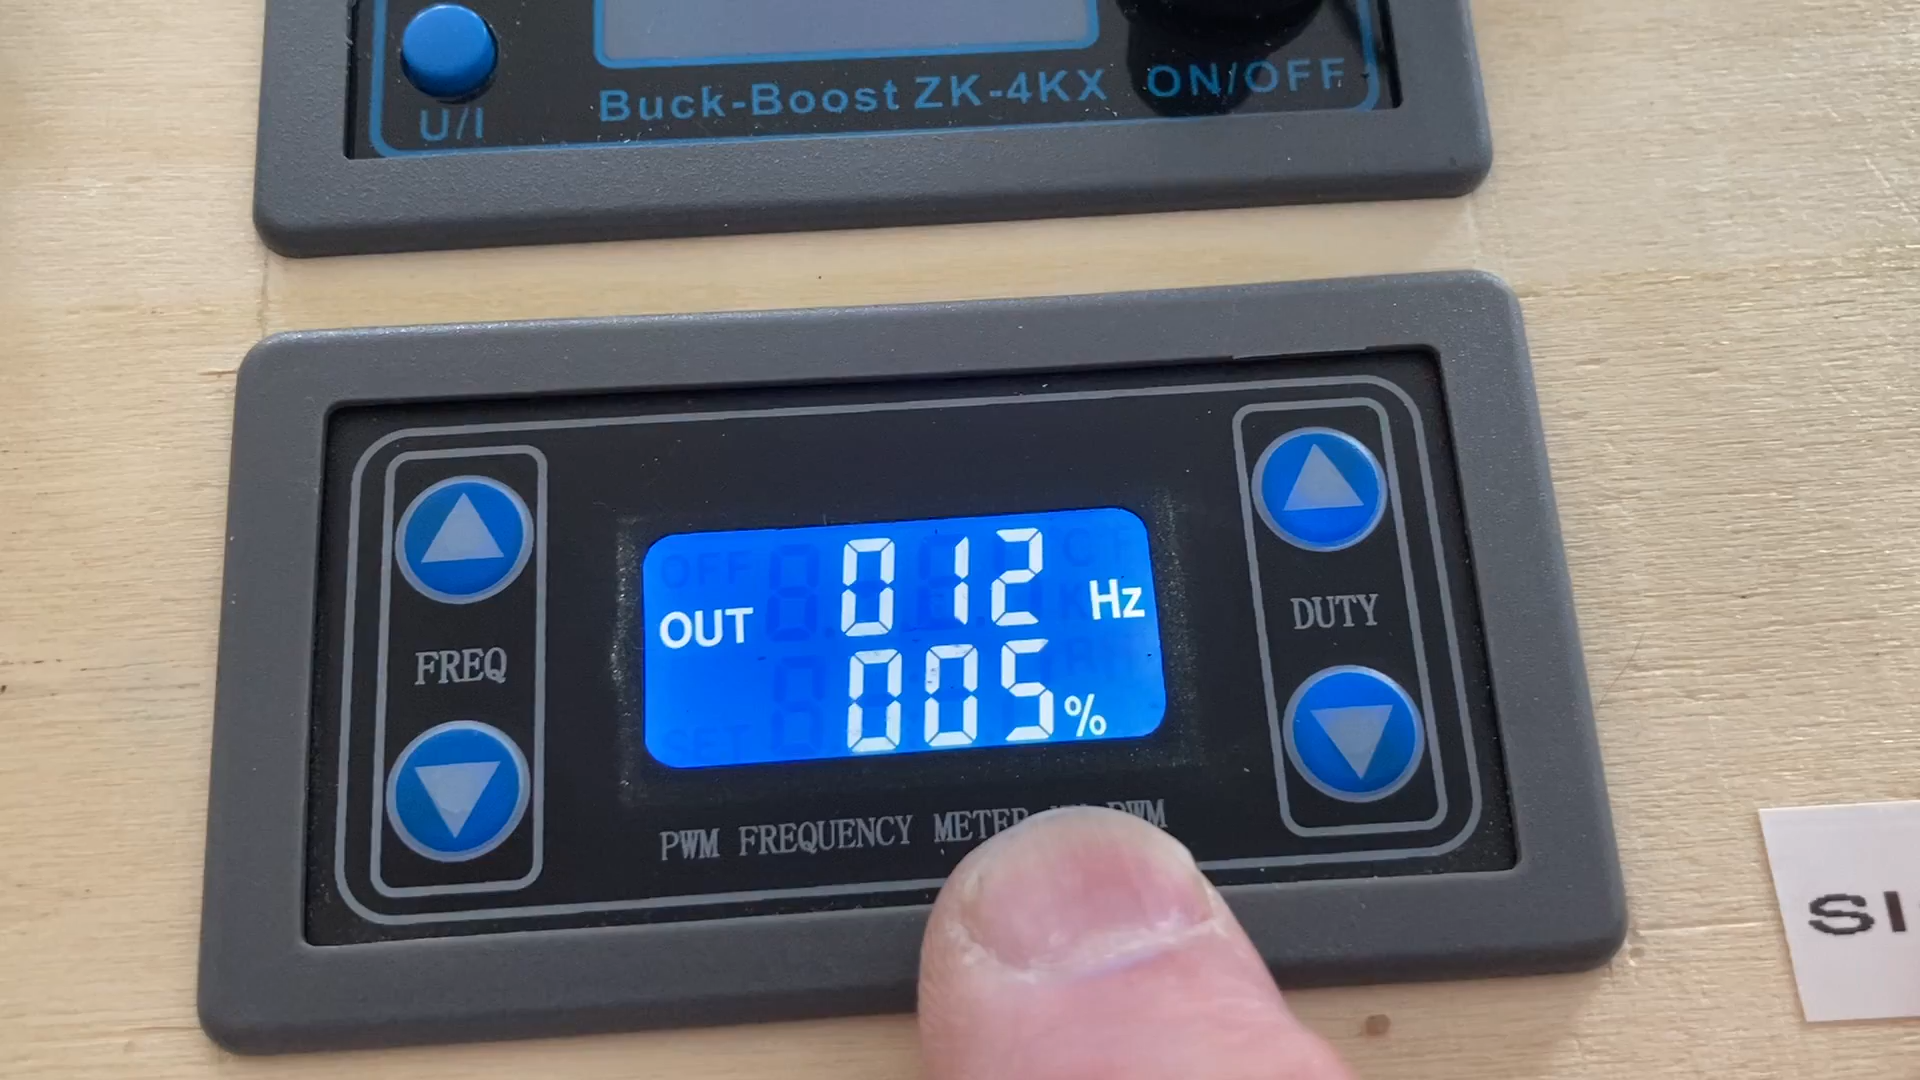 U/I
Buck-Boost ZK-4KX
ON/OFF
FREQ
OUT
012 Hz
005%
DUTY
PWM FREQUENCY METER PWM
SI